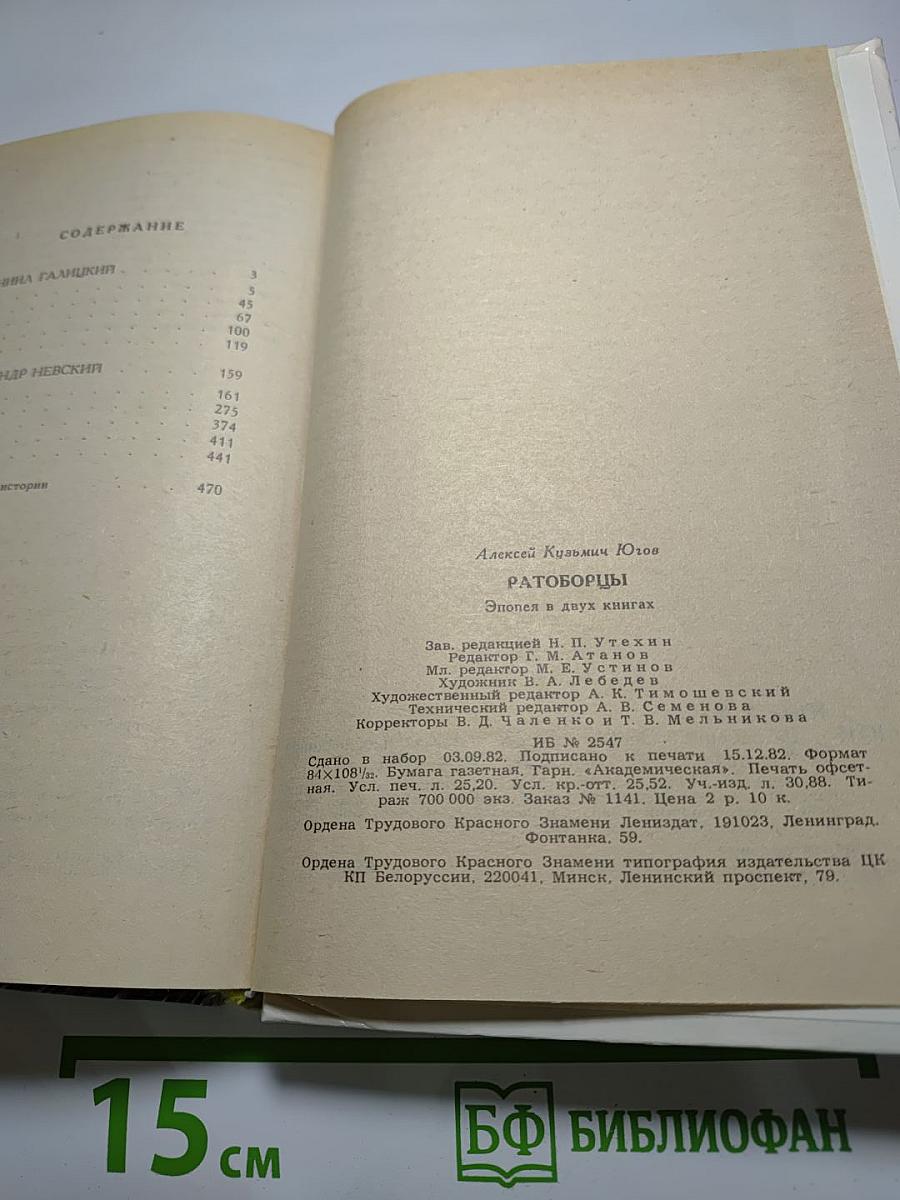 СОДЕРЖАНИЕ
ГАЛИЦКИЙ 3
5
45
67
100
119
НЕВСКИЙ 159
161
275
374
411
441
истории 470
Алексей Кузьмич Югов
РАТОБОРЦЫ
Эпопея в двух книгах
Зав. редакцией Н. П. Утехин
Редактор Г. М. Атанов
Мл. редактор М. Е. Устинов
Художник В. А. Лебедев
Художественный редактор А. К. Тимошевский
Технический редактор А. В. Семенова
Корректоры В. Д. Чаленко и Т. В. Мельникова
ИБ № 2547
Сдано в набор 03.09.82. Подписано к печати 15.12.82. Формат
84×108¹/₃₂. Бумага газетная. Гарн. «Академическая». Печать офсет-
ная. Усл. печ. л. 25,20. Усл. кр.-отт. 25,52. Уч.-изд. л. 30,88. Ти-
раж 700 000 экз. Заказ № 1141. Цена 2 р. 10 к.
Ордена Трудового Красного Знамени Лениздат, 191023, Ленинград,
Фонтанка, 59.
Ордена Трудового Красного Знамени типография издательства ЦК
КП Белоруссии, 220041, Минск, Ленинский проспект, 79.
15 см
БФ БИБЛИОФАН